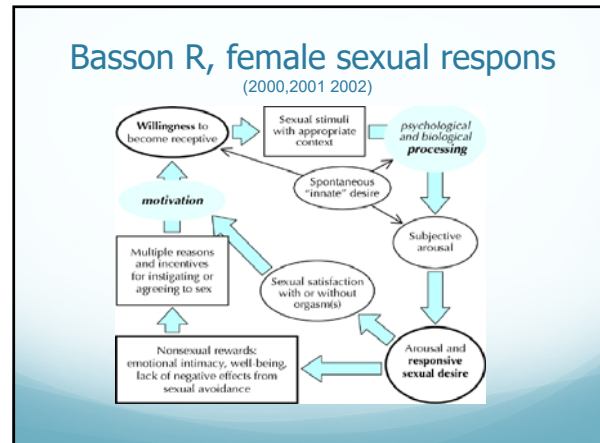 Basson R, female sexual respons
(2000,2001 2002)
Willingness to
become receptive
Sexual stimuli
with appropriate
context
psychological
and biological
processing
Spontaneous
"innate" desire
motivation
Subjective
arousal
Multiple reasons
and incentives
for instigating or
agreeing to sex
Sexual satisfaction
with or without
orgasm(s)
Nonsexual rewards:
emotional intimacy, well-being,
lack of negative effects from
sexual avoidance
Arousal and
responsive
sexual desire